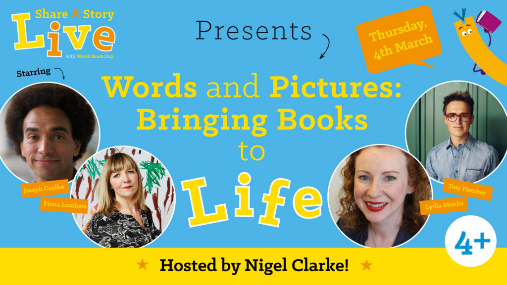 Share A Story
Live
with World Book Day
Presents
Thursday,
4th March
Starring
Words and Pictures:
Bringing Books
to
Life
Joseph Coelho
Fiona Lumbers
Tom Fletcher
Lydia Monks
4+
Hosted by Nigel Clarke!